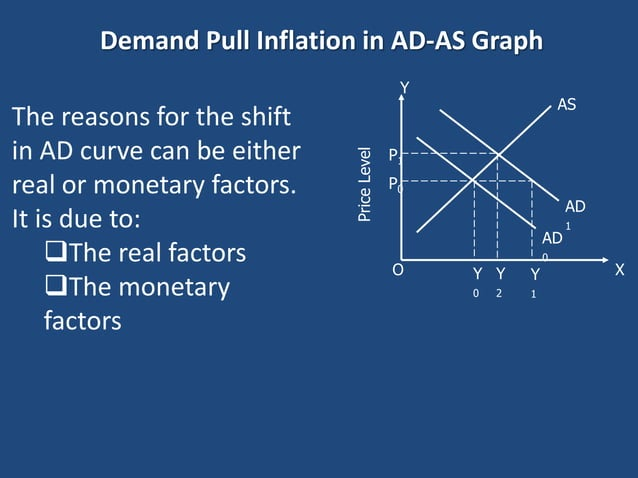 Demand Pull Inflation in AD-AS Graph
The reasons for the shift
in AD curve can be either
real or monetary factors.
It is due to:
❑The real factors
❑The monetary
factors
Y
AS
Price Level
P1
P0
AD
1
AD
0
O
Y
0
Y
2
Y
1
X